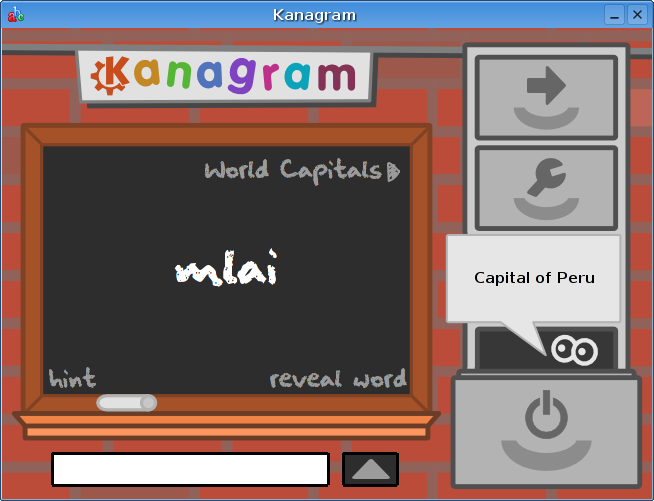 Kanagram
Kanagram
World Capitals
mlai
Capital of Peru
hint
reveal word